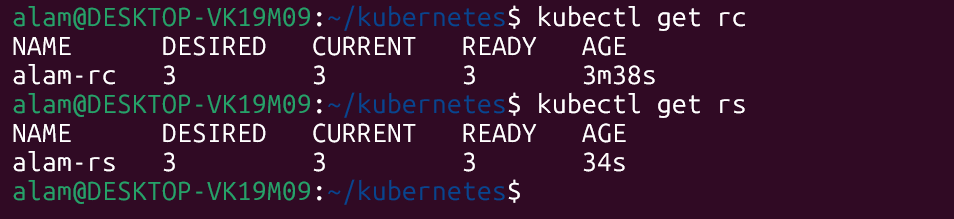 alam@DESKTOP-VK19M09:~/kubernetes$ kubectl get rc
NAME      DESIRED   CURRENT   READY   AGE
alam-rc   3         3         3       3m38s
alam@DESKTOP-VK19M09:~/kubernetes$ kubectl get rs
NAME      DESIRED   CURRENT   READY   AGE
alam-rs   3         3         3       34s
alam@DESKTOP-VK19M09:~/kubernetes$